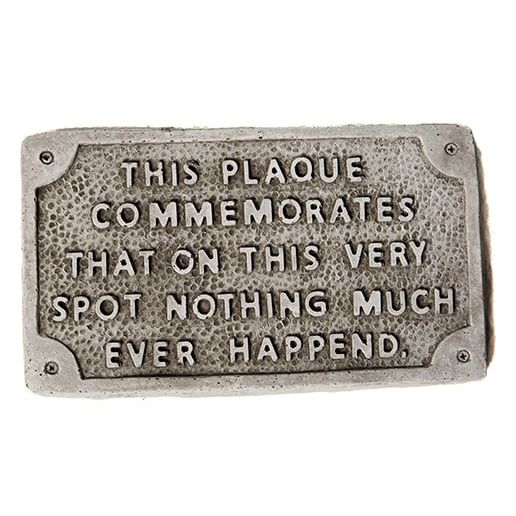 THIS PLAQUE
COMMEMORATES
THAT ON THIS VERY
SPOT NOTHING MUCH
EVER HAPPEND.